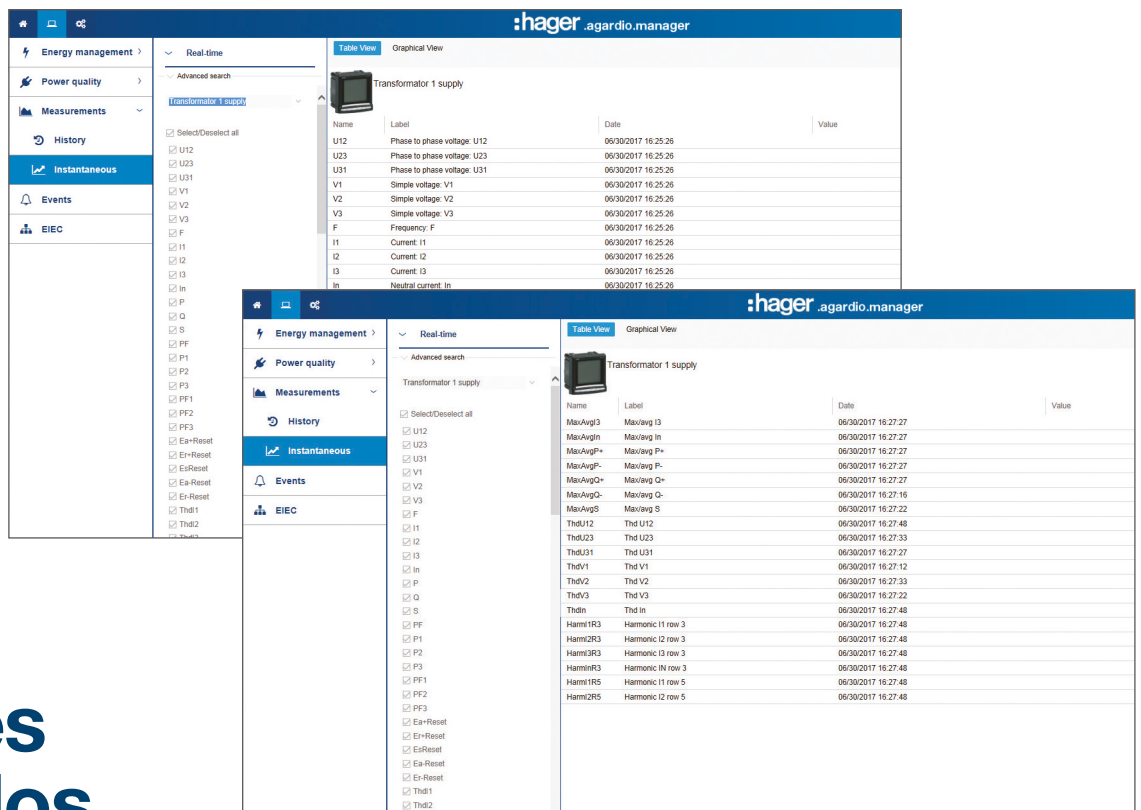 :hager .agardio.manager
Energy management
Power quality
Measurements
History
Instantaneous
Events
EIEC
Real-time
Advanced search
Transformator 1 supply
Select/Deselect all
U12
U23
U31
V1
V2
V3
F
I1
I2
I3
In
P
Q
S
PF
P1
P2
P3
PF1
PF2
PF3
Ea+Reset
Er+Reset
EsReset
Ea-Reset
Er-Reset
ThdI1
ThdI2
Table View Graphical View
Transformator 1 supply
Name Label Date Value
U12 Phase to phase voltage: U12 06/30/2017 16:25:26
U23 Phase to phase voltage: U23 06/30/2017 16:25:26
U31 Phase to phase voltage: U31 06/30/2017 16:25:26
V1 Simple voltage: V1 06/30/2017 16:25:26
V2 Simple voltage: V2 06/30/2017 16:25:26
V3 Simple voltage: V3 06/30/2017 16:25:26
F Frequency: F 06/30/2017 16:25:26
I1 Current: I1 06/30/2017 16:25:26
I2 Current: I2 06/30/2017 16:25:26
I3 Current: I3 06/30/2017 16:25:26
In Neutral current: In 06/30/2017 16:25:26
:hager .agardio.manager
Energy management
Power quality
Measurements
History
Instantaneous
Events
EIEC
Real-time
Advanced search
Transformator 1 supply
Select/Deselect all
U12
U23
U31
V1
V2
V3
F
I1
I2
I3
In
P
Q
S
PF
P1
P2
P3
PF1
PF2
PF3
Ea+Reset
Er+Reset
EsReset
Ea-Reset
Er-Reset
ThdI1
ThdI2
Table View Graphical View
Transformator 1 supply
Name Label Date Value
MaxAvgI3 Max/avg I3 06/30/2017 16:27:27
MaxAvgIn Max/avg In 06/30/2017 16:27:27
MaxAvgP+ Max/avg P+ 06/30/2017 16:27:27
MaxAvgP- Max/avg P- 06/30/2017 16:27:27
MaxAvgQ+ Max/avg Q+ 06/30/2017 16:27:27
MaxAvgQ- Max/avg Q- 06/30/2017 16:27:16
MaxAvgS Max/avg S 06/30/2017 16:27:22
ThdU12 Thd U12 06/30/2017 16:27:48
ThdU23 Thd U23 06/30/2017 16:27:33
ThdU31 Thd U31 06/30/2017 16:27:27
ThdV1 Thd V1 06/30/2017 16:27:12
ThdV2 Thd V2 06/30/2017 16:27:33
ThdV3 Thd V3 06/30/2017 16:27:22
ThdIn Thd In 06/30/2017 16:27:48
HarmI1R3 Harmonic I1 row 3 06/30/2017 16:27:48
HarmI2R3 Harmonic I2 row 3 06/30/2017 16:27:48
HarmI3R3 Harmonic I3 row 3 06/30/2017 16:27:48
HarmInR3 Harmonic IN row 3 06/30/2017 16:27:48
HarmI1R5 Harmonic I1 row 5 06/30/2017 16:27:48
HarmI2R5 Harmonic I2 row 5 06/30/2017 16:27:48